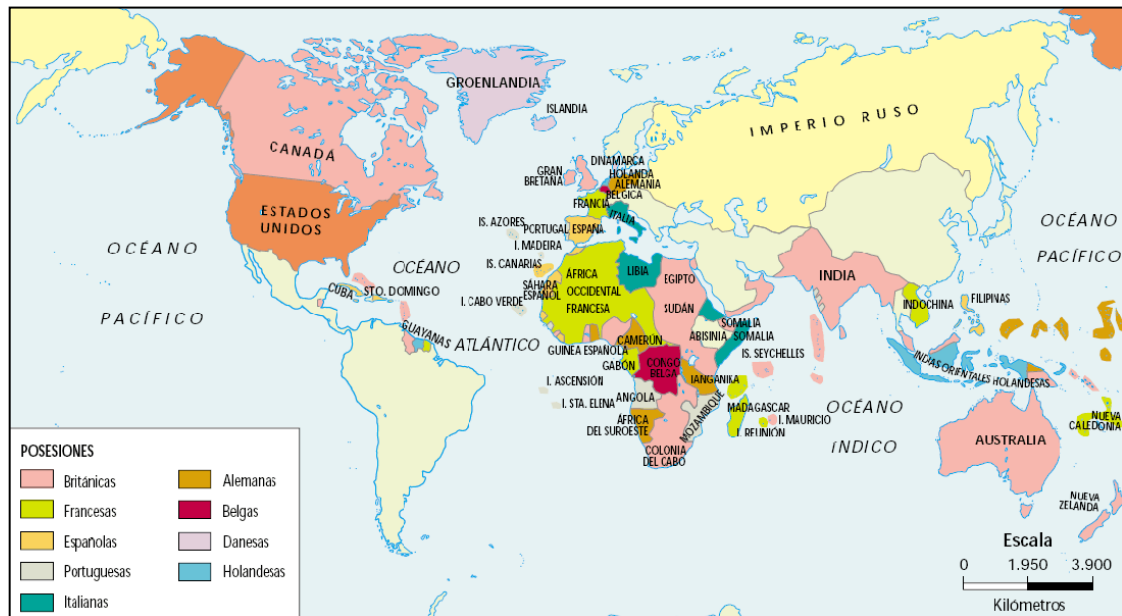 GROENLANDIA
ISLANDIA
IMPERIO RUSO
CANADÁ
DINAMARCA
GRAN
BRETAÑA
HOLANDA
ALEMANIA
BÉLGICA
FRANCIA
ITALIA
ESTADOS
UNIDOS
IS. AZORES
PORTUGAL
ESPAÑA
I. MADEIRA
OCÉANO
PACÍFICO
OCÉANO
ATLÁNTICO
OCÉANO
PACÍFICO
IS. CANARIAS
SÁHARA
ESPAÑOL
ÁFRICA
OCCIDENTAL
FRANCESA
LIBIA
EGIPTO
INDIA
CUBA
STO. DOMINGO
I. CABO VERDE
SUDÁN
INDOCHINA
FILIPINAS
GUAYANAS
SOMALIA
SOMALIA
ABISINIA
CAMERÚN
GUINEA ESPAÑOLA
GABÓN
CONGO
BELGA
IS. SEYCHELLES
TANGANIKA
INDIAS ORIENTALES HOLANDESAS
I. ASCENSIÓN
ANGOLA
I. STA. ELENA
MOZAMBIQUE
MADAGASCAR
I. MAURICIO
I. REUNIÓN
OCÉANO
ÍNDICO
ÁFRICA
DEL SUROESTE
COLONIA
DEL CABO
AUSTRALIA
NUEVA
CALEDONIA
NUEVA
ZELANDA
POSESIONES
Británicas
Francesas
Españolas
Portuguesas
Italianas
Alemanas
Belgas
Danesas
Holandesas
Escala
0 1.950 3.900
Kilómetros